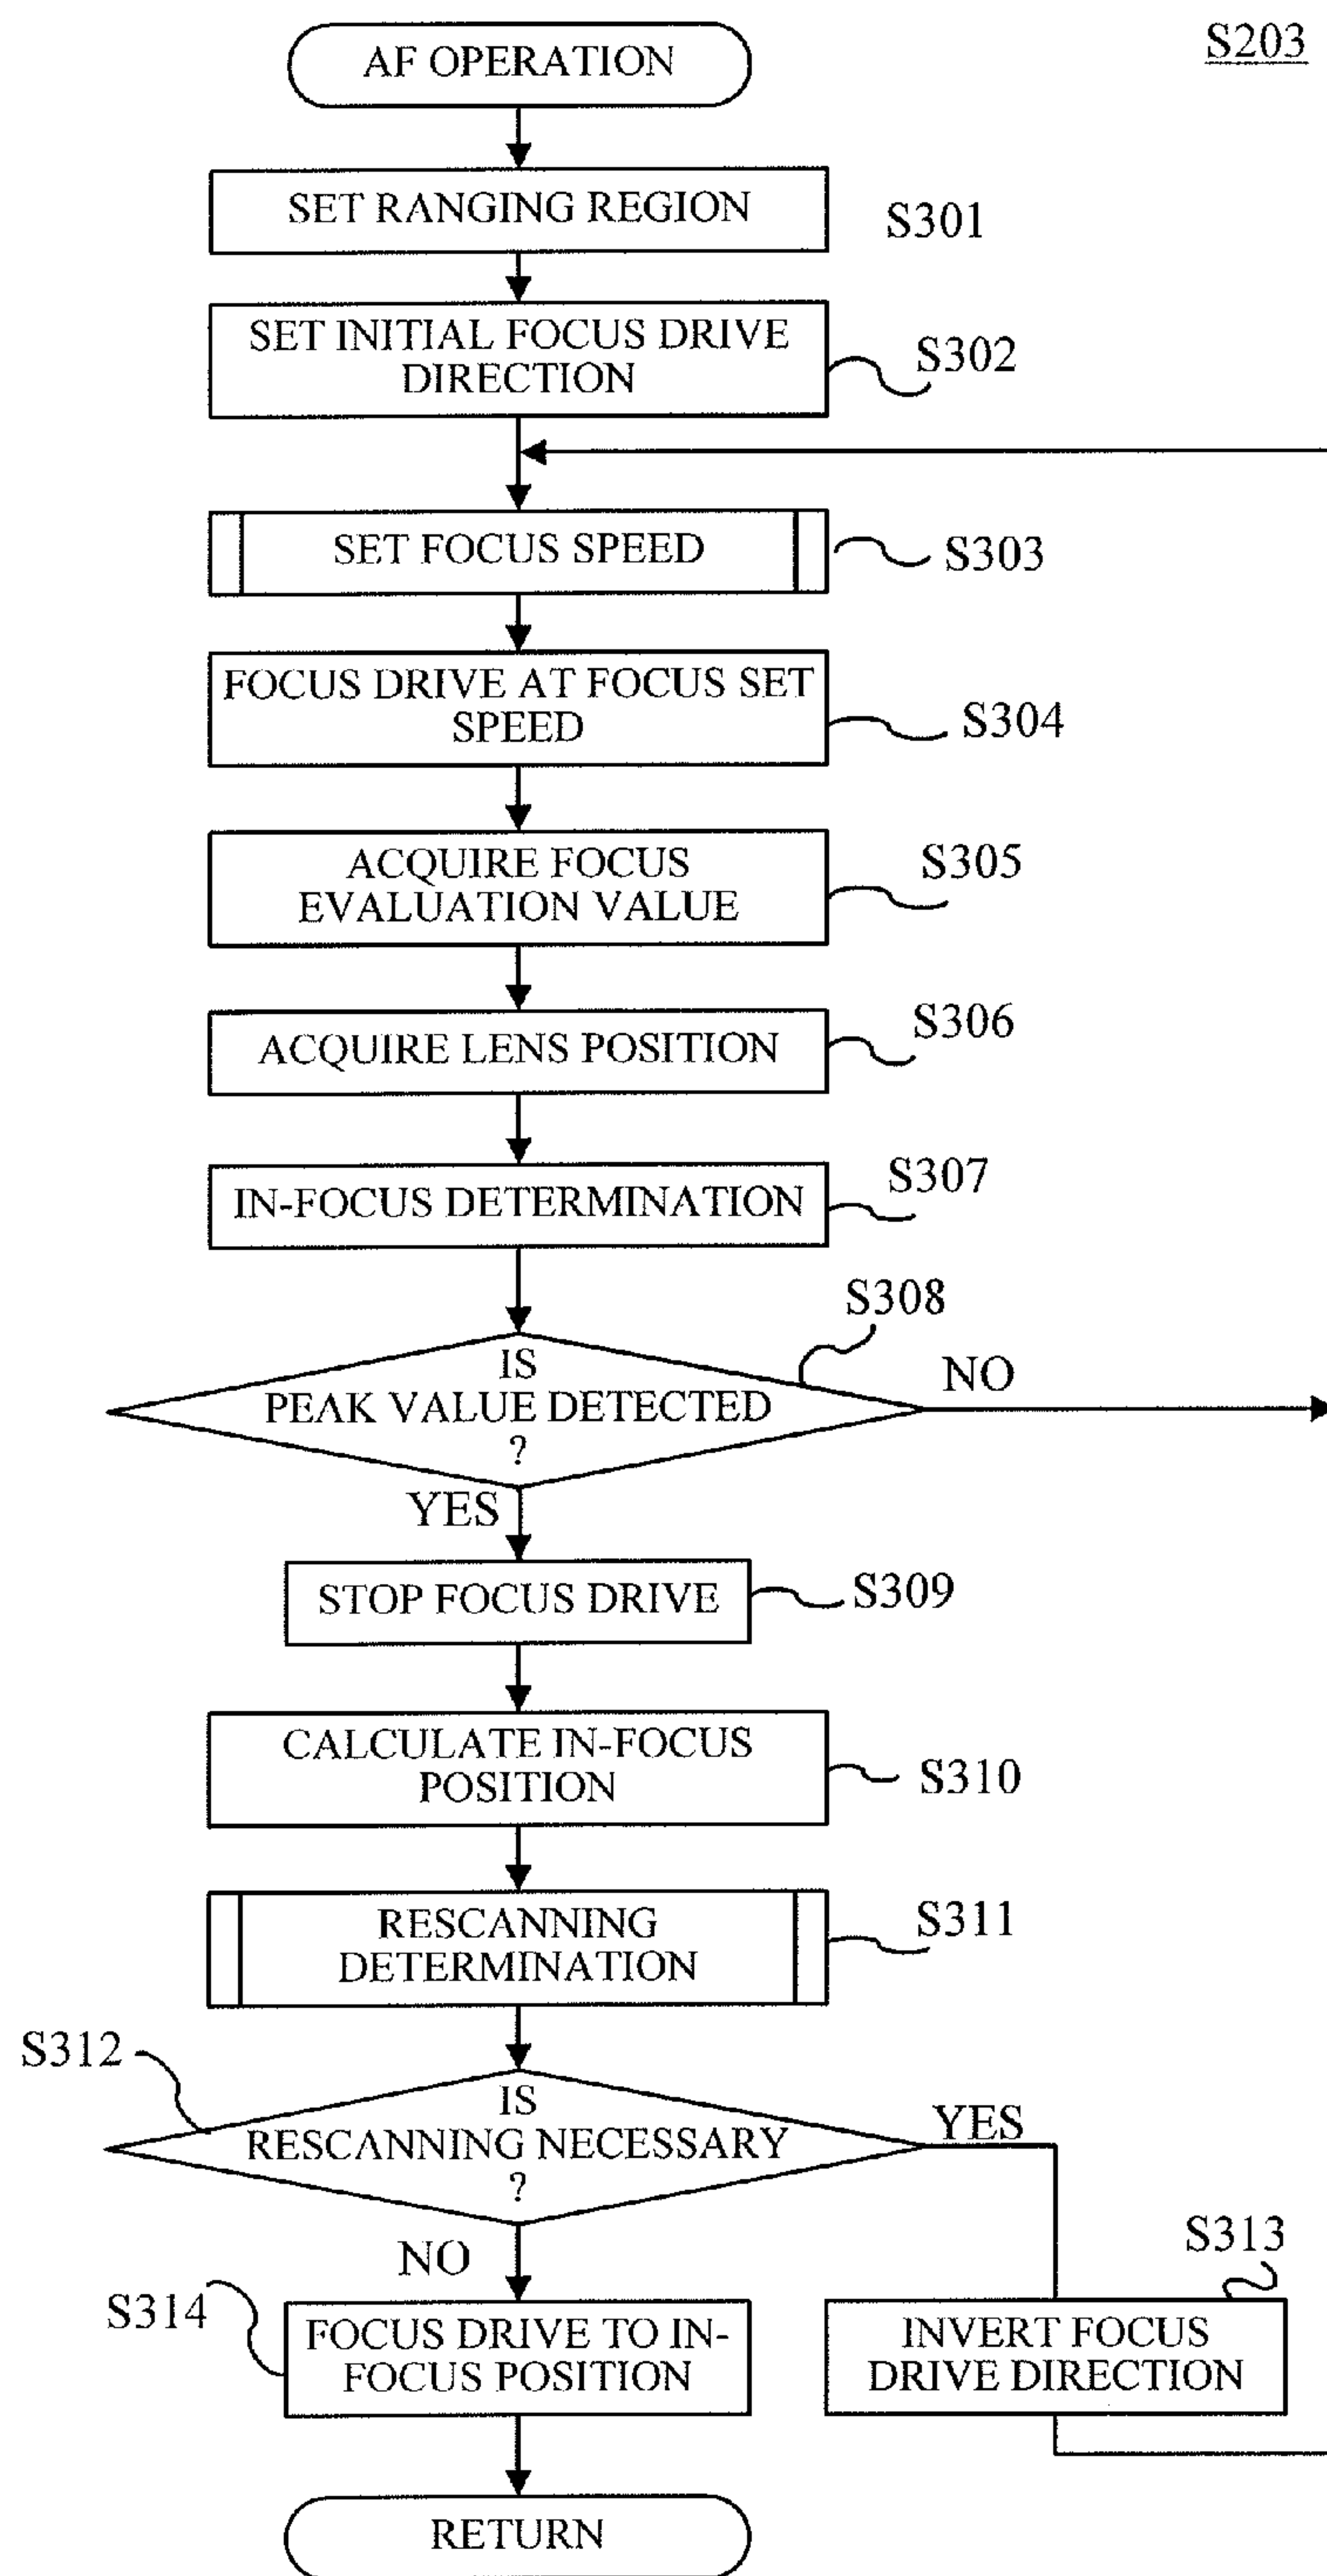 S203
AF OPERATION
SET RANGING REGION
S301
SET INITIAL FOCUS DRIVE
DIRECTION
S302
SET FOCUS SPEED
S303
FOCUS DRIVE AT FOCUS SET
SPEED
S304
ACQUIRE FOCUS
EVALUATION VALUE
S305
ACQUIRE LENS POSITION
S306
IN-FOCUS DETERMINATION
S307
S308
IS
PEAK VALUE DETECTED
?
NO
YES
STOP FOCUS DRIVE
S309
CALCULATE IN-FOCUS
POSITION
S310
RESCANNING
DETERMINATION
S311
S312
IS
RESCANNING NECESSARY
?
YES
NO
S313
S314
FOCUS DRIVE TO IN-
FOCUS POSITION
INVERT FOCUS
DRIVE DIRECTION
RETURN